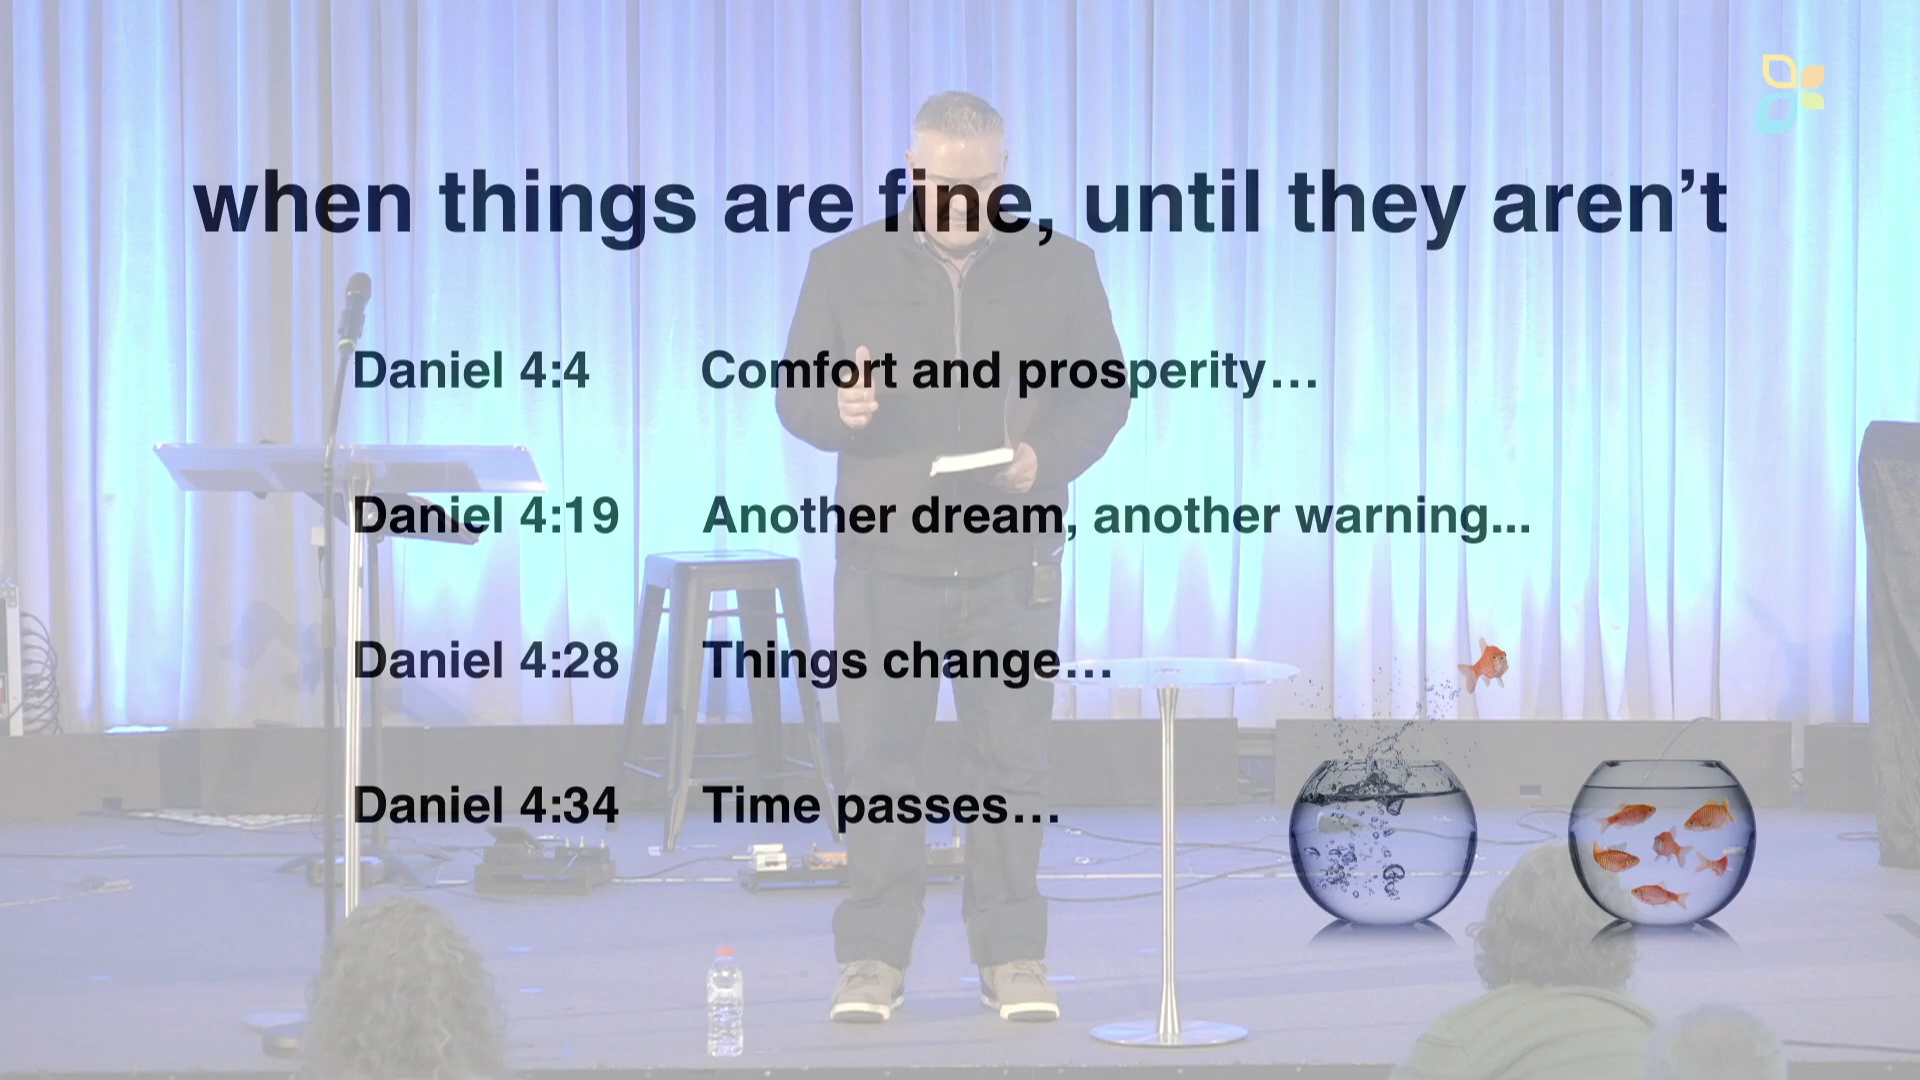 when things are fine, until they aren’t
Daniel 4:4 Comfort and prosperity…
Daniel 4:19 Another dream, another warning...
Daniel 4:28 Things change…
Daniel 4:34 Time passes…